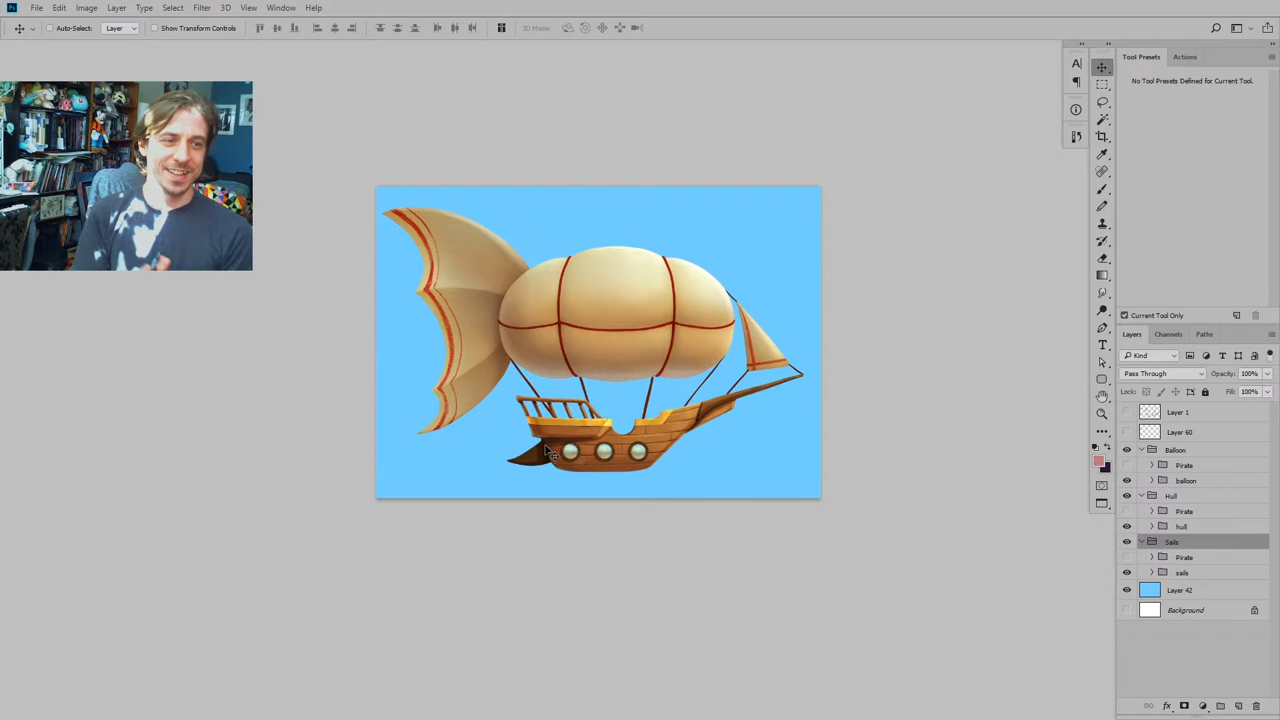 Ps File Edit Image Layer Type Select Filter 3D View Window Help
Auto-Select: Layer Show Transform Controls 3D Mode:
Tool Presets Actions
No Tool Presets Defined for Current Tool.
Current Tool Only
Layers Channels Paths
Kind
Pass Through Opacity: 100%
Lock: Fill: 100%
Layer 1
Layer 60
Balloon
Pirate
balloon
Hull
Pirate
hull
Sails
Pirate
sails
Layer 42
Background